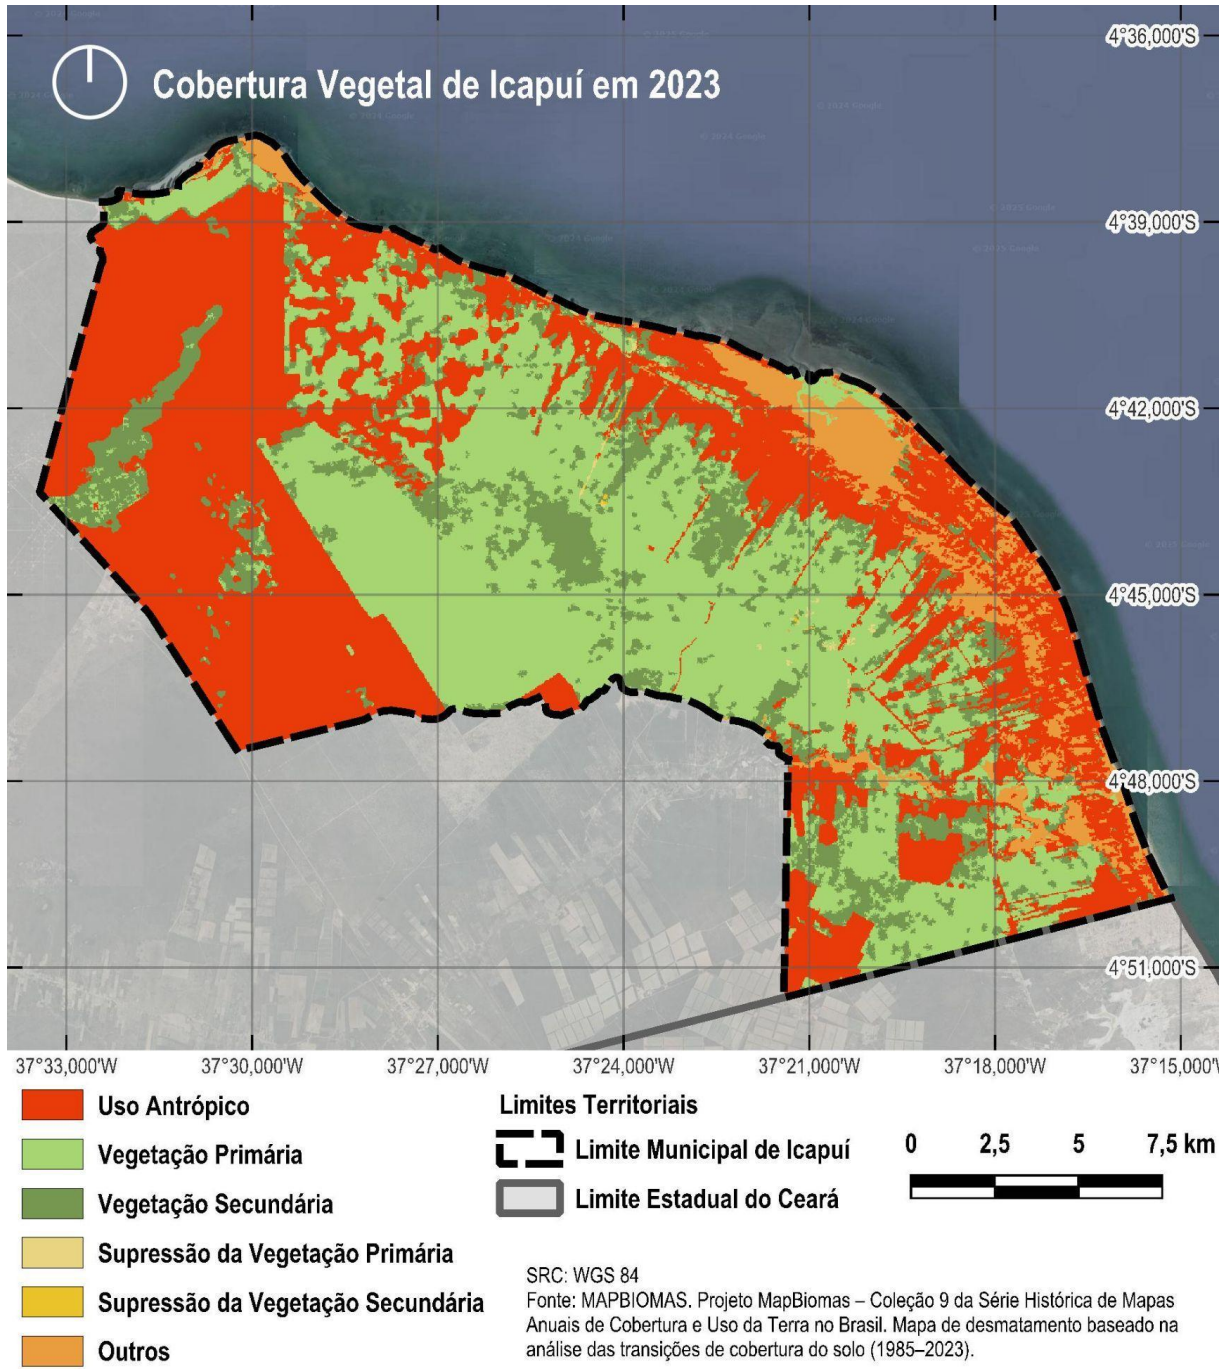 Cobertura Vegetal de Icapuí em 2023
4°36,000'S
4°39,000'S
4°42,000'S
4°45,000'S
4°48,000'S
4°51,000'S
37°33,000'W
37°30,000'W
37°27,000'W
37°24,000'W
37°21,000'W
37°18,000'W
37°15,000'W
Uso Antrópico
Vegetação Primária
Vegetação Secundária
Supressão da Vegetação Primária
Supressão da Vegetação Secundária
Outros
Limites Territoriais
Limite Municipal de Icapuí
Limite Estadual do Ceará
0 2,5 5 7,5 km
SRC: WGS 84
Fonte: MAPBIOMAS. Projeto MapBiomas – Coleção 9 da Série Histórica de Mapas
Anuais de Cobertura e Uso da Terra no Brasil. Mapa de desmatamento baseado na
análise das transições de cobertura do solo (1985–2023).